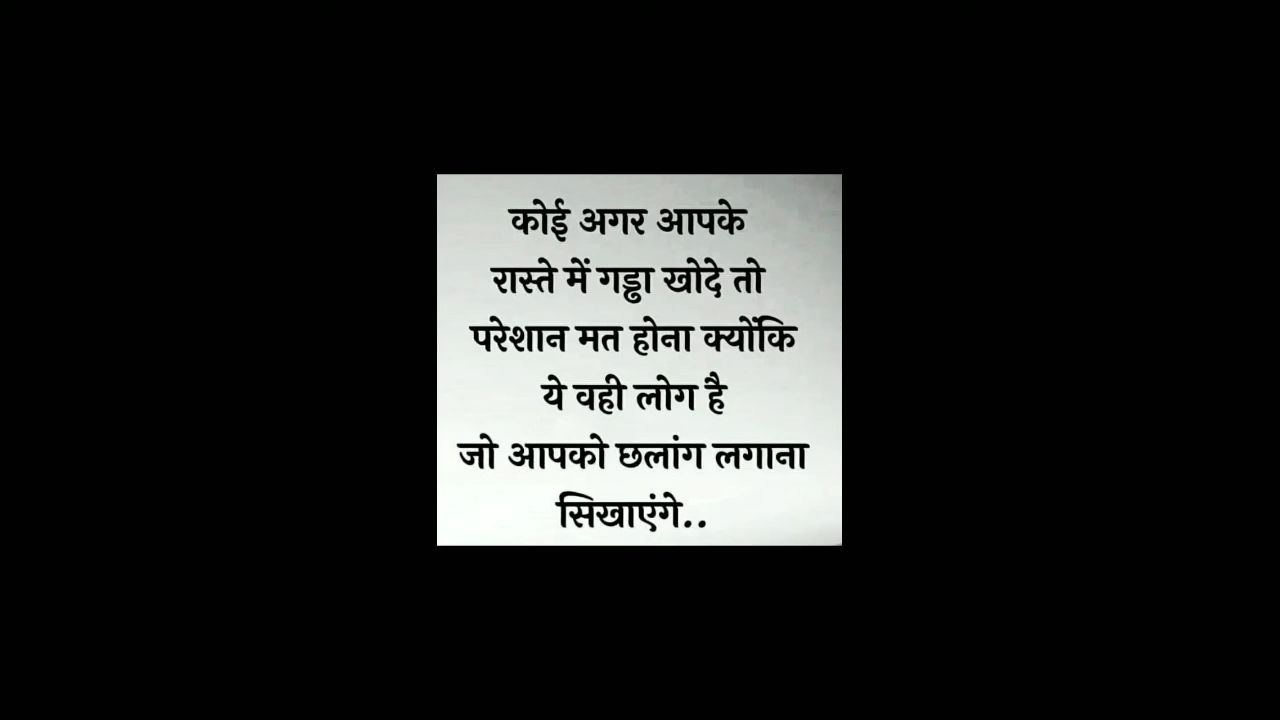 कोई अगर आपके
रास्ते में गड्ढा खोदे तो
परेशान मत होना क्योंकि
ये वही लोग है
जो आपको छलांग लगाना
सिखाएंगे..